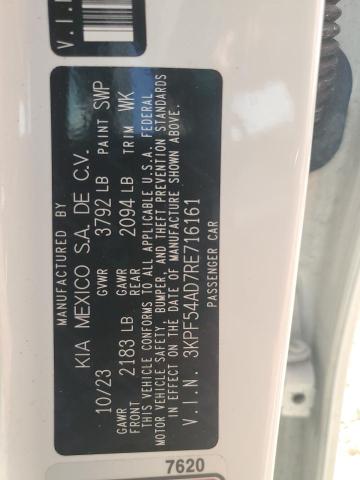 V.I.N
MANUFACTURED BY
KIA MEXICO S.A. DE C.V.
10/23 GVWR 3792 LB PAINT SWP
GAWR FRONT 2183 LB GAWR REAR 2094 LB TRIM WK
THIS VEHICLE CONFORMS TO ALL APPLICABLE U.S.A. FEDERAL
MOTOR VEHICLE SAFETY, BUMPER, AND THEFT PREVENTION STANDARDS
IN EFFECT ON THE DATE OF MANUFACTURE SHOWN ABOVE.
V.I.N. 3KPF54AD7RE716161
PASSENGER CAR
7620